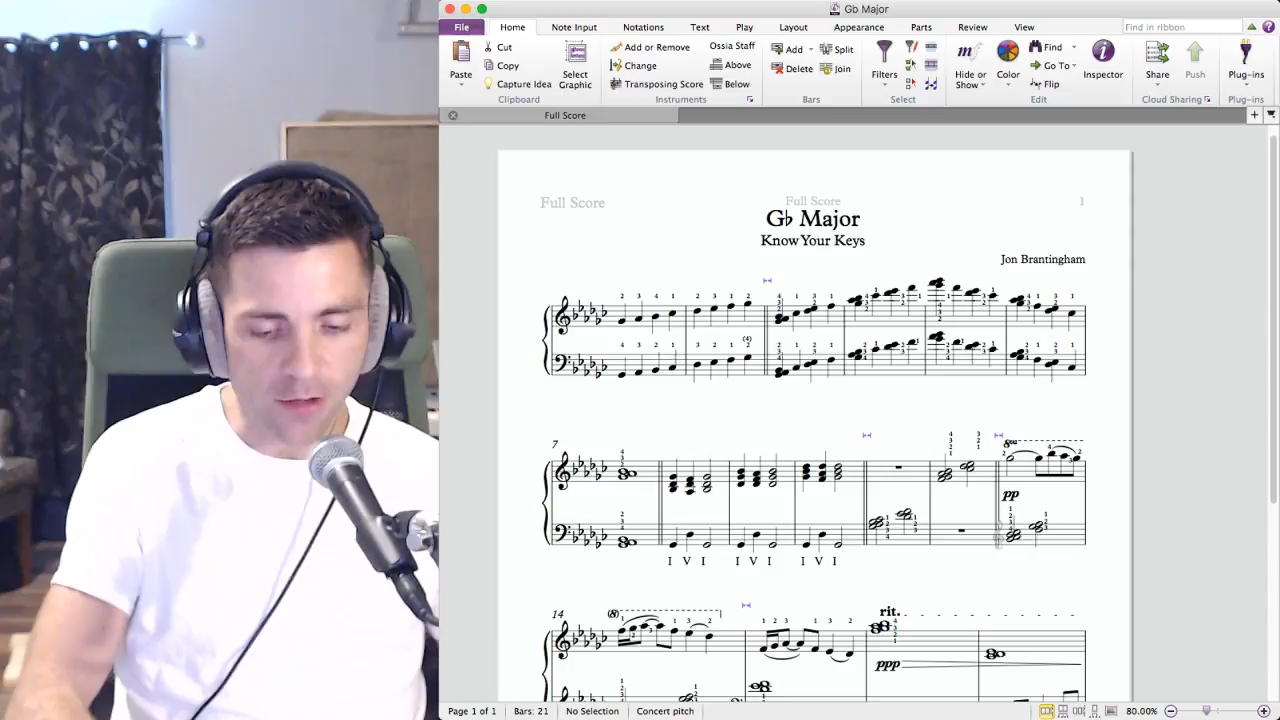 Gb Major
File Home Note Input Notations Text Play Layout Appearance Parts Review View Find in ribbon
Paste Cut Copy Capture Idea Select Graphic Clipboard
Add or Remove Change Transposing Score Ossia Staff Above Below Instruments
Add Split Delete Join Bars
Filters Select
Hide or Show Color Find Go To Flip Inspector Edit
Share Push Cloud Sharing
Plug-ins Plug-ins
Full Score
Full Score Full Score 1
G♭ Major
Know Your Keys
Jon Brantingham
7
pp
I V I I V I I V I
14
(8)
rit.
ppp
Page 1 of 1 Bars: 21 No Selection Concert pitch 80.00%